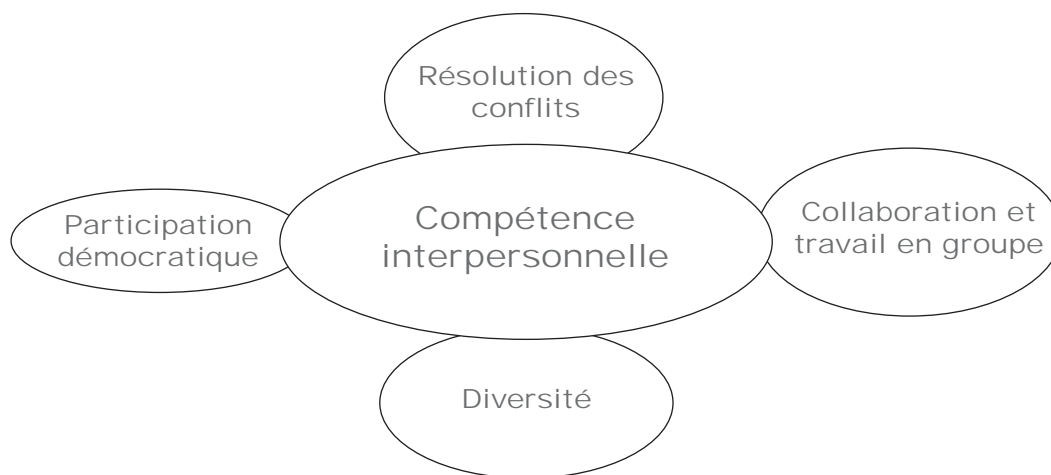 Résolution des
conflits
Participation
démocratique
Compétence
interpersonnelle
Collaboration et
travail en groupe
Diversité